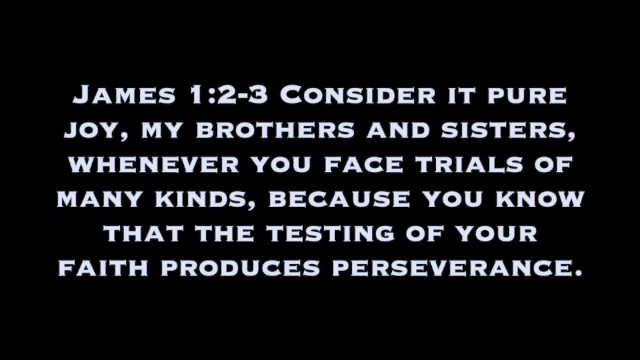 James 1:2-3 Consider it pure
joy, my brothers and sisters,
whenever you face trials of
many kinds, because you know
that the testing of your
faith produces perseverance.